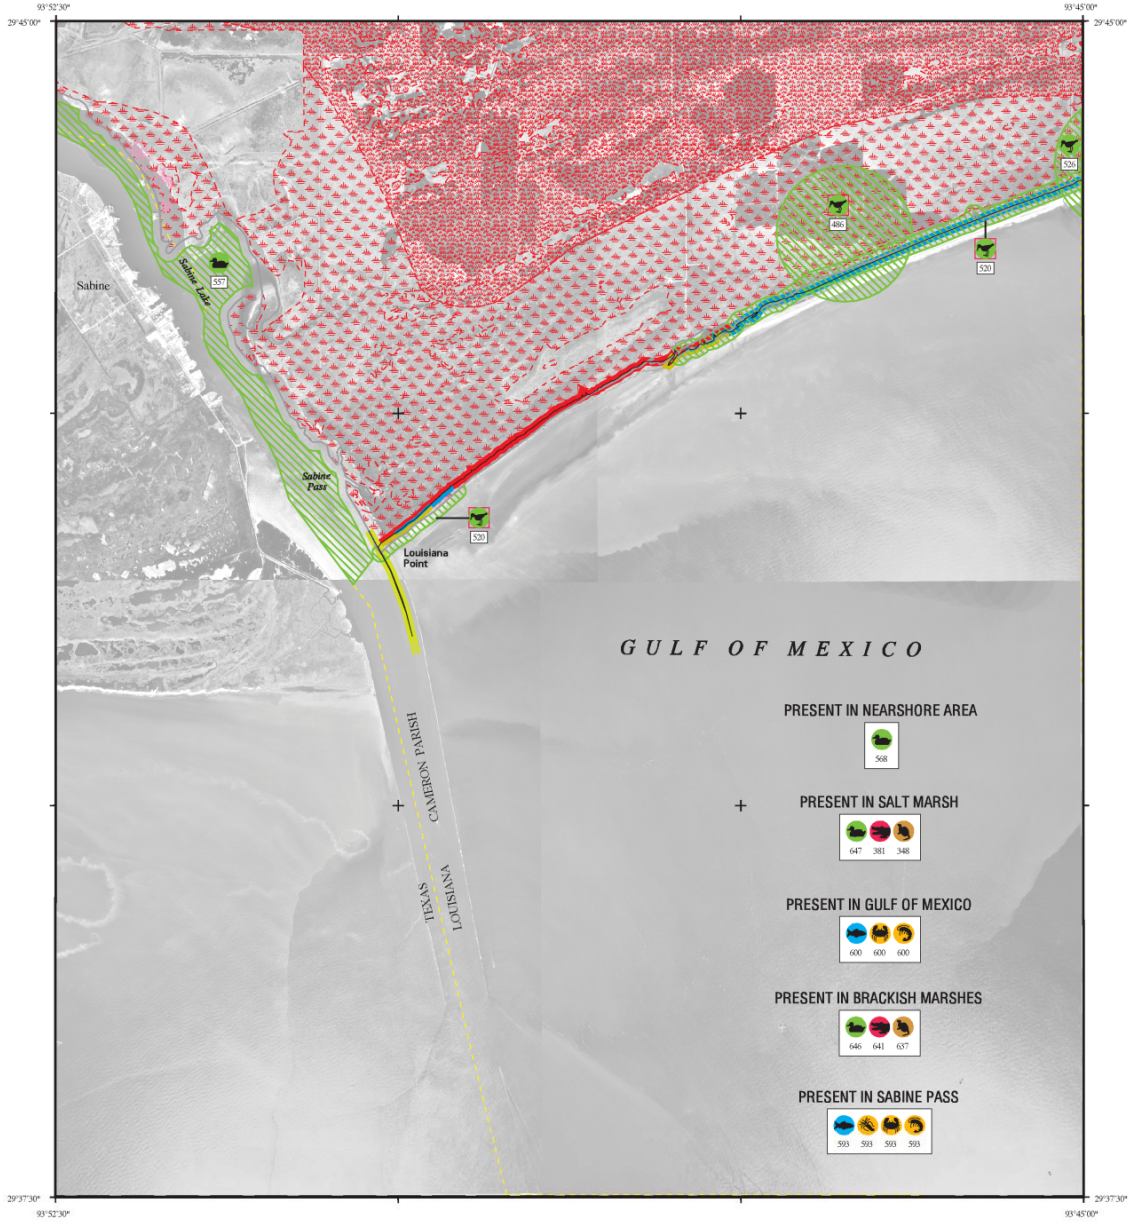 93°52'30"
93°45'00"
29°45'00"
29°45'00"
526
486
520
Sabine Lake
557
Sabine
Sabine
Pass
520
Louisiana
Point
GULF OF MEXICO
PRESENT IN NEARSHORE AREA
568
CAMERON PARISH
PRESENT IN SALT MARSH
647 381 348
TEXAS
LOUISIANA
PRESENT IN GULF OF MEXICO
600 600 600
PRESENT IN BRACKISH MARSHES
646 641 637
PRESENT IN SABINE PASS
593 593 593 593
29°37'30"
29°37'30"
93°52'30"
93°45'00"